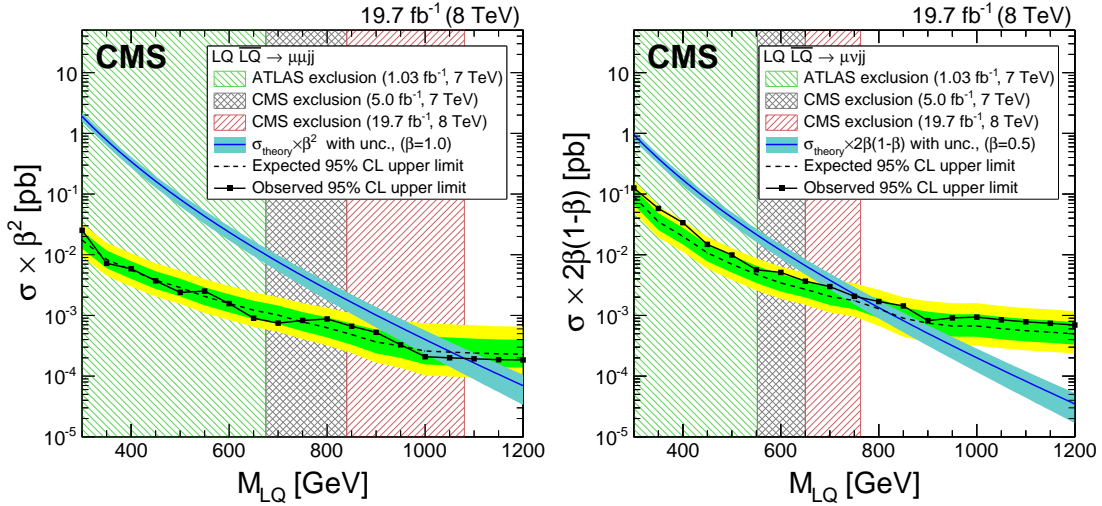 19.7 fb⁻¹ (8 TeV)
CMS
LQ L̅Q̅ → μμjj
ATLAS exclusion (1.03 fb⁻¹, 7 TeV)
CMS exclusion (5.0 fb⁻¹, 7 TeV)
CMS exclusion (19.7 fb⁻¹, 8 TeV)
σtheory×β² with unc., (β=1.0)
Expected 95% CL upper limit
Observed 95% CL upper limit
σ × β² [pb]
10
1
10⁻¹
10⁻²
10⁻³
10⁻⁴
10⁻⁵
400 600 800 1000 1200
M_LQ [GeV]
19.7 fb⁻¹ (8 TeV)
CMS
LQ L̅Q̅ → μνjj
ATLAS exclusion (1.03 fb⁻¹, 7 TeV)
CMS exclusion (5.0 fb⁻¹, 7 TeV)
CMS exclusion (19.7 fb⁻¹, 8 TeV)
σtheory×2β(1-β) with unc., (β=0.5)
Expected 95% CL upper limit
Observed 95% CL upper limit
σ × 2β(1-β) [pb]
10
1
10⁻¹
10⁻²
10⁻³
10⁻⁴
10⁻⁵
400 600 800 1000 1200
M_LQ [GeV]